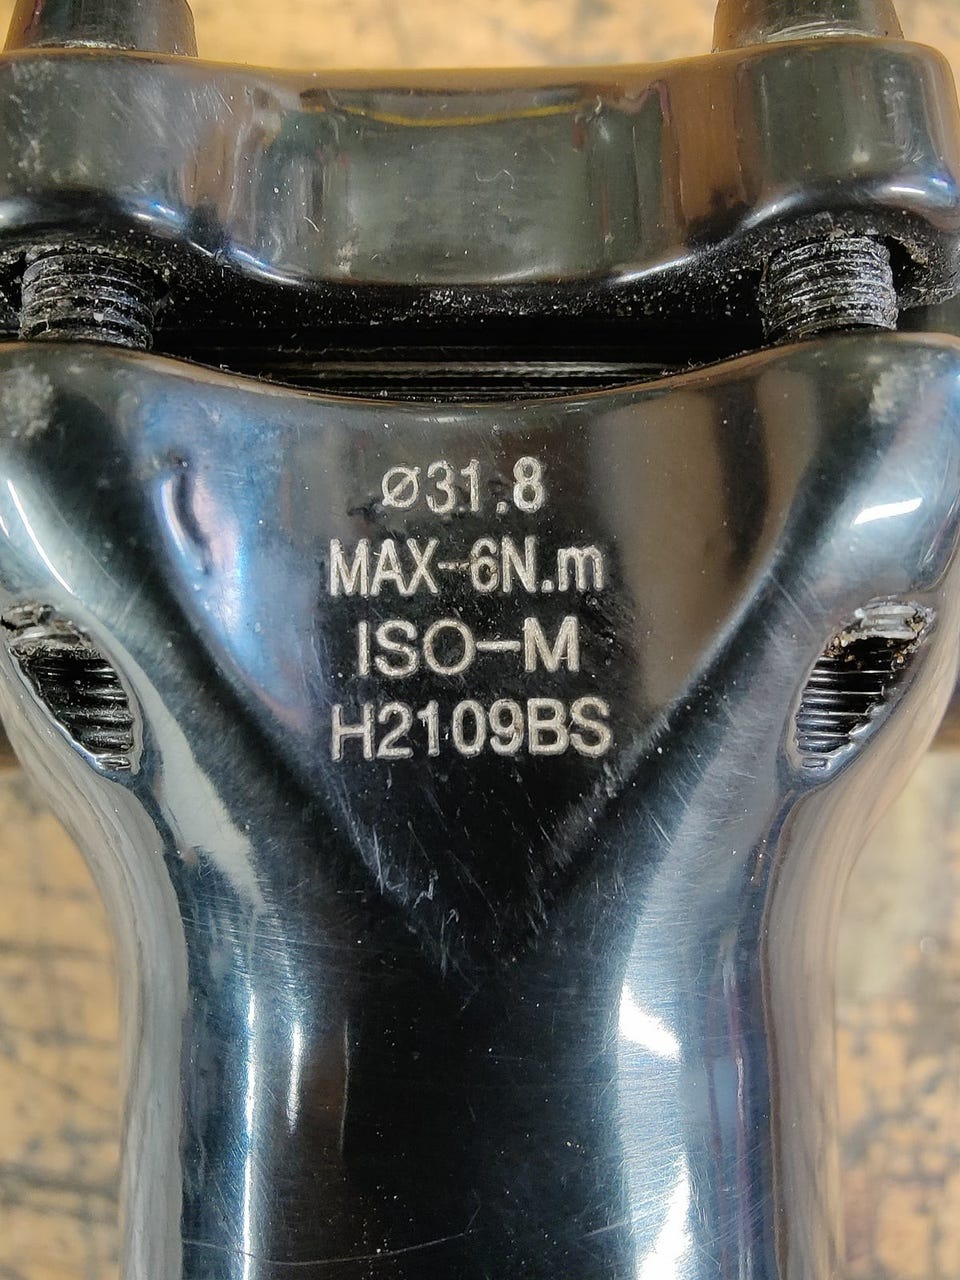 Ø31.8
MAX-6N.m
ISO-M
H2109BS